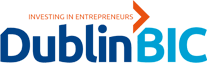 INVESTING IN ENTREPRENEURS
DublinBIC